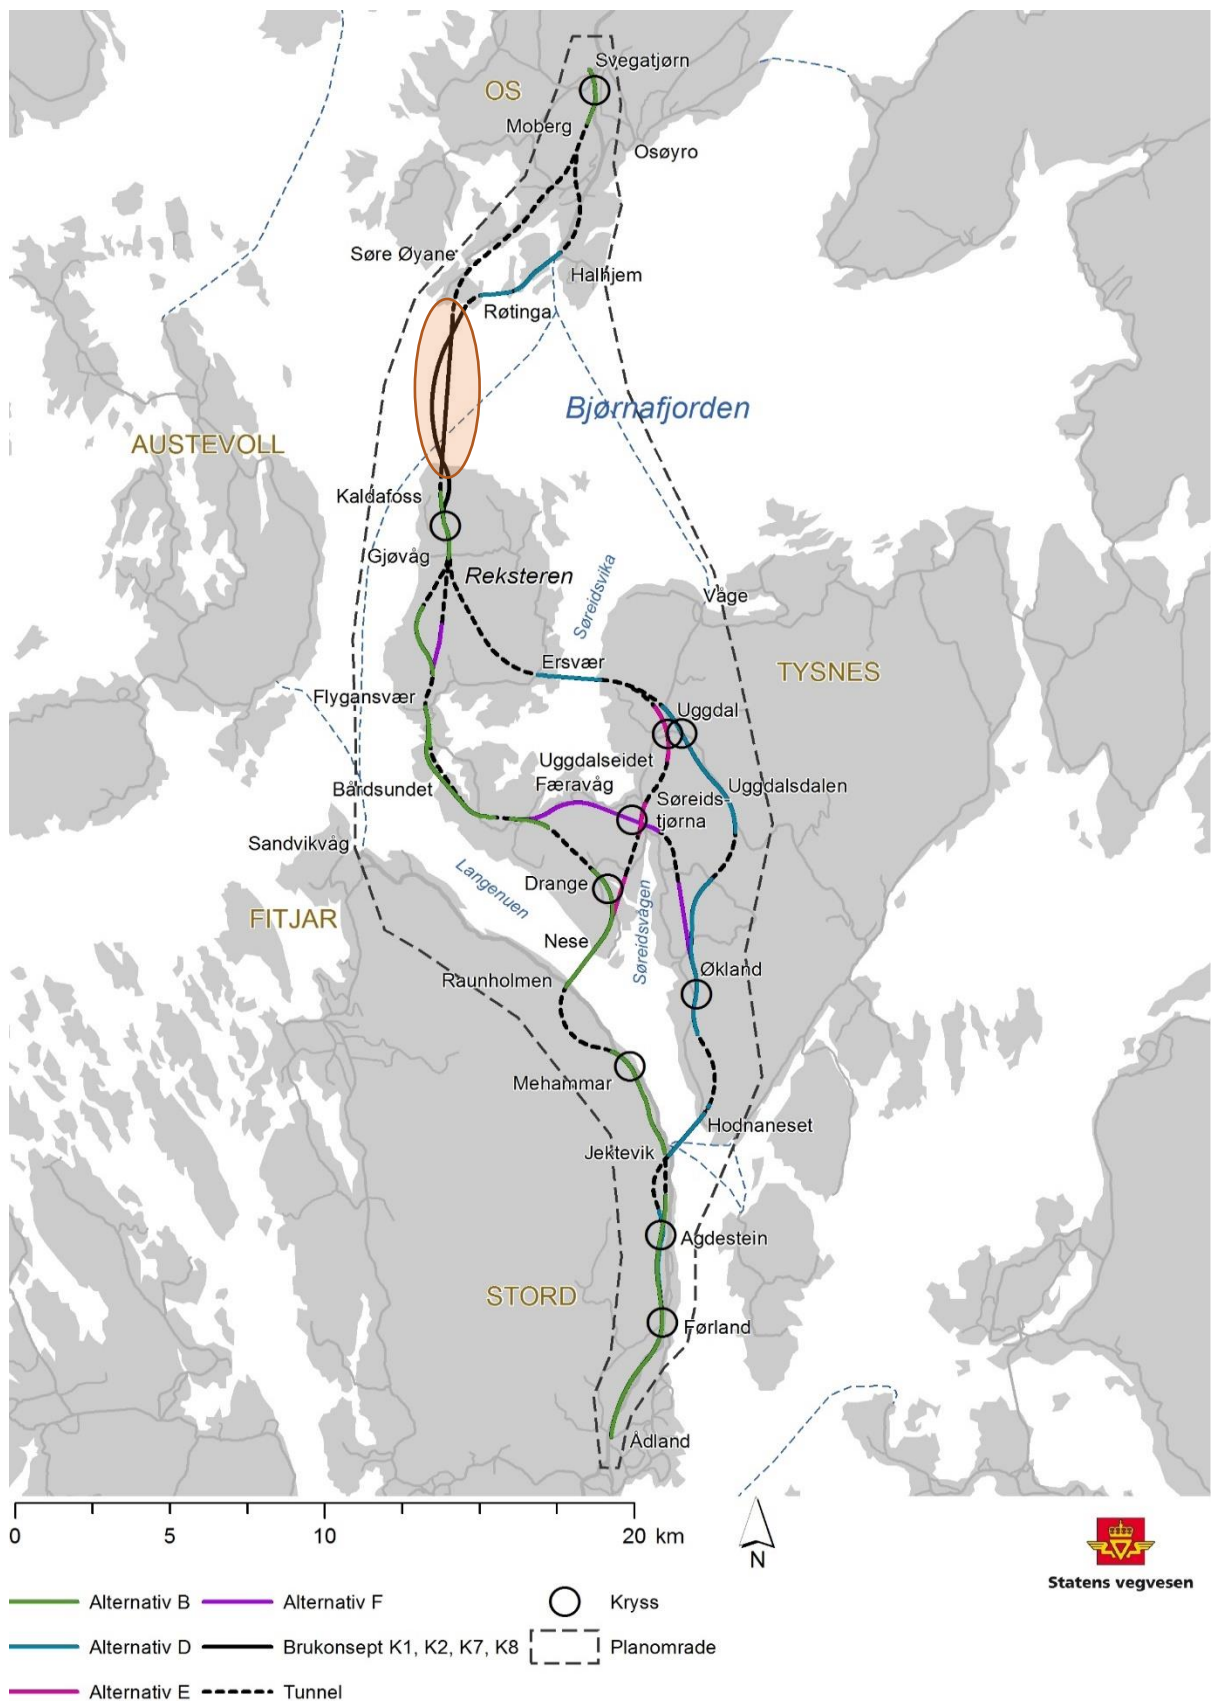 Svegatjørn
OS
Moberg
Osøyro
Søre Øyane
Halhjem
Røtinga
Bjørnafjorden
AUSTEVOLL
Kaldafoss
Gjøvåg
Reksteren
Søreidsvika
Våge
Ersvær
TYSNES
Flygansvær
Uggdal
Uggdalseidet
Færavåg
Uggdalsdalen
Bårdsundet
Søreids-
tjørna
Sandvikvåg
Langenuen
Drange
FITJAR
Søreidsvågen
Nese
Økland
Raunholmen
Mehammar
Hodnaneset
Jektevik
Agdestein
STORD
Førland
Ådland
0 5 10 20 km
N
Statens vegvesen
Alternativ B Alternativ F Kryss
Alternativ D Brukonsept K1, K2, K7, K8 Planomrade
Alternativ E Tunnel